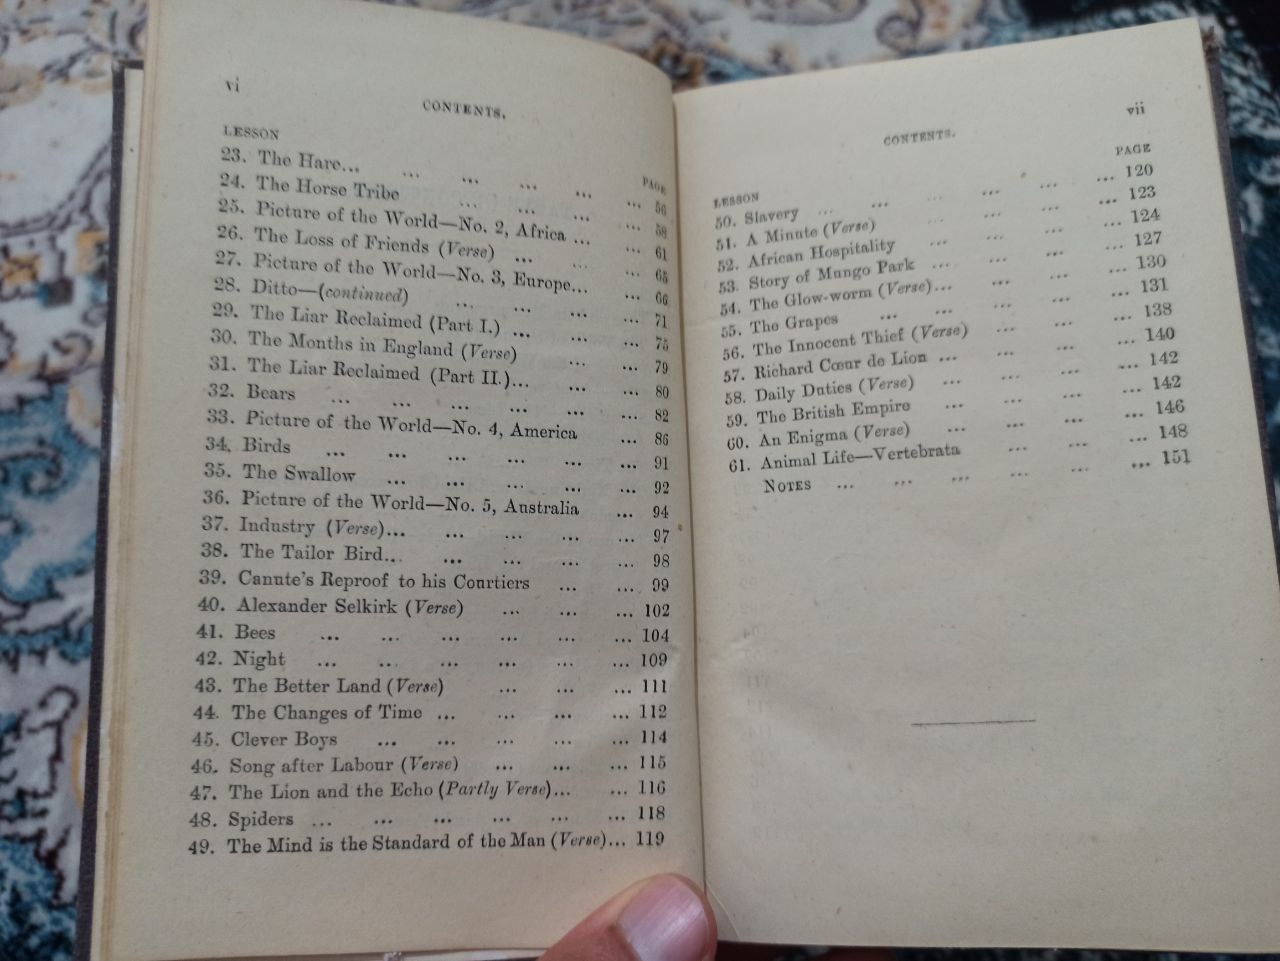 vi
CONTENTS.
LESSON PAGE
23. The Hare... ... ... ... ... ... 56
24. The Horse Tribe ... ... ... ... 58
25. Picture of the World—No. 2, Africa ... ... 61
26. The Loss of Friends (Verse) ... ... ... 65
27. Picture of the World—No. 3, Europe... ... 66
28. Ditto—(continued) ... ... ... ... 71
29. The Liar Reclaimed (Part I.) ... ... ... 75
30. The Months in England (Verse) ... ... 79
31. The Liar Reclaimed (Part II.)... ... ... 80
32. Bears ... ... ... ... ... ... 82
33. Picture of the World—No. 4, America ... 86
34. Birds ... ... ... ... ... ... 91
35. The Swallow ... ... ... ... ... 92
36. Picture of the World—No. 5, Australia ... 94
37. Industry (Verse)... ... ... ... ... 97
38. The Tailor Bird... ... ... ... ... 98
39. Canute's Reproof to his Courtiers ... ... 99
40. Alexander Selkirk (Verse) ... ... ... 102
41. Bees ... ... ... ... ... ... 104
42. Night ... ... ... ... ... ... 109
43. The Better Land (Verse) ... ... ... 111
44. The Changes of Time ... ... ... ... 112
45. Clever Boys ... ... ... ... ... 114
46. Song after Labour (Verse) ... ... ... 115
47. The Lion and the Echo (Partly Verse)... ... 116
48. Spiders ... ... ... ... ... ... 118
49. The Mind is the Standard of the Man (Verse)... 119
vii
CONTENTS.
LESSON PAGE
50. Slavery ... ... ... ... ... ... 120
51. A Minute (Verse) ... ... ... ... 123
52. African Hospitality ... ... ... ... 124
53. Story of Mungo Park ... ... ... ... 127
54. The Glow-worm (Verse)... ... ... ... 130
55. The Grapes ... ... ... ... ... 131
56. The Innocent Thief (Verse) ... ... ... 138
57. Richard Cœur de Lion ... ... ... ... 140
58. Daily Duties (Verse) ... ... ... ... 142
59. The British Empire ... ... ... ... 142
60. An Enigma (Verse) ... ... ... ... 146
61. Animal Life—Vertebrata ... ... ... 148
NOTES ... ... ... ... ... ... 151